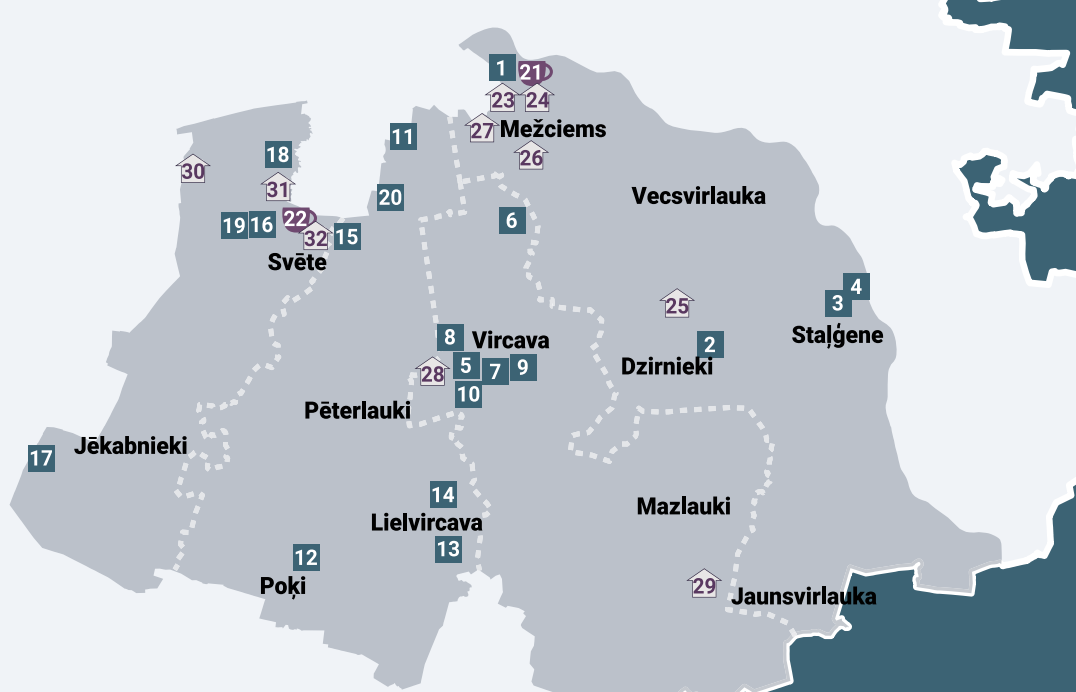 1
21
23
24
27
Mežciems
11
26
18
30
31
Vecsvirlauka
20
19
16
22
6
32
15
Svēte
4
25
3
8
Vircava
Staļģene
2
5
7
9
28
Dzirnieki
10
Pēterlauki
Jēkabnieki
17
14
Mazlauki
Lielvircava
13
12
Poķi
29
Jaunsvirlauka